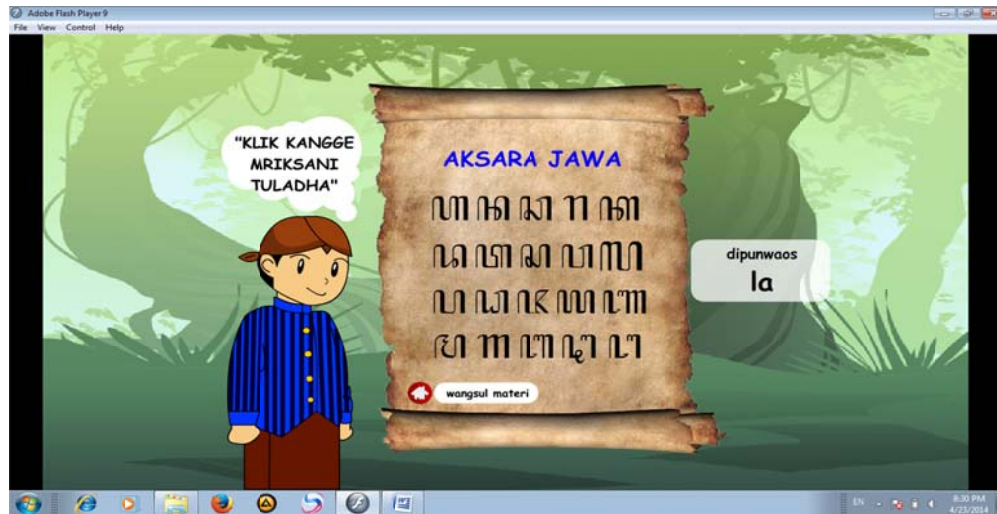 Adobe Flash Player 9
File View Control Help
"KLIK KANGGE
MRIKSANI
TULADHA"
AKSARA JAWA
ꦲ ꦤ ꦕ ꦫ ꦏ
ꦢ ꦠ ꦱ ꦮ ꦭ
ꦥ ꦝ ꦗ ꦪ ꦚ
ꦩ ꦒ ꦧ ꦛ ꦔ
dipunwaos
la
wangsul materi
EN
8:30 PM
4/23/2014